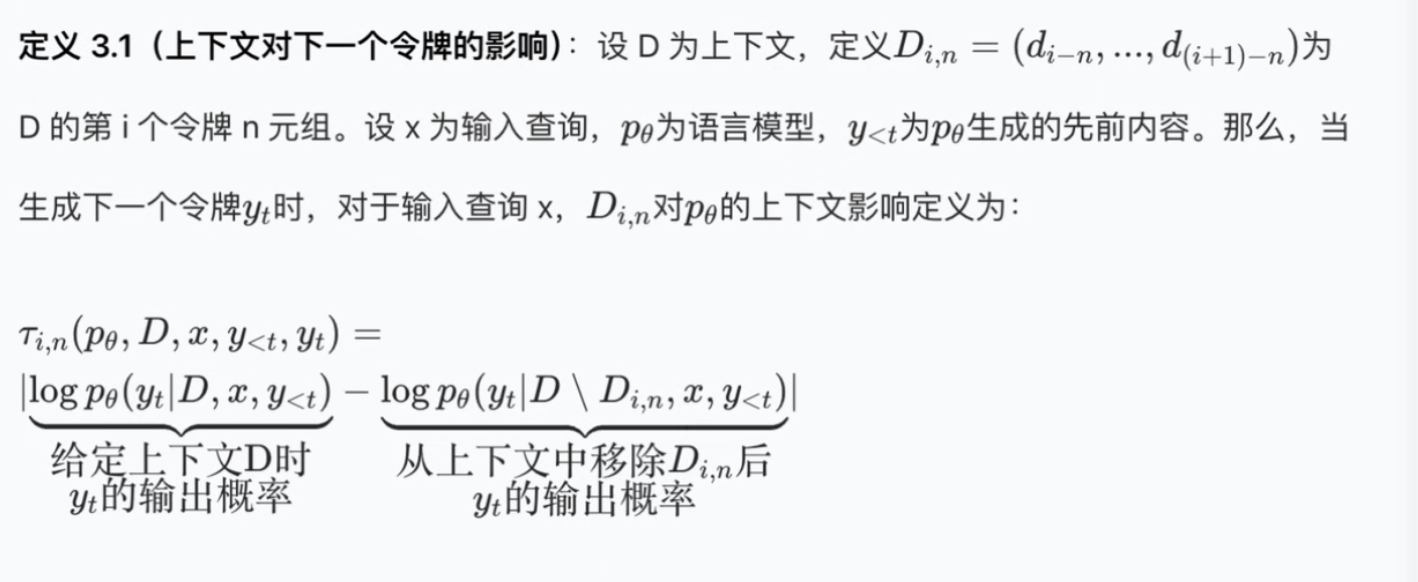 定义 3.1（上下文对下一个令牌的影响）：设 D 为上下文，定义$D_{i,n} = (d_{i-n}, ..., d_{(i+1)-n})$为
D 的第 i 个令牌 n 元组。设 x 为输入查询，$p_\theta$为语言模型，$y_{<t}$为$p_\theta$生成的先前内容。那么，当
生成下一个令牌$y_t$时，对于输入查询 x，$D_{i,n}$对$p_\theta$的上下文影响定义为：
$\tau_{i,n}(p_\theta, D, x, y_{<t}, y_t) =$
$|\log p_\theta(y_t|D, x, y_{<t}) - \log p_\theta(y_t|D \setminus D_{i,n}, x, y_{<t})|$
给定上下文D时
$y_t$的输出概率
从上下文中移除$D_{i,n}$后
$y_t$的输出概率